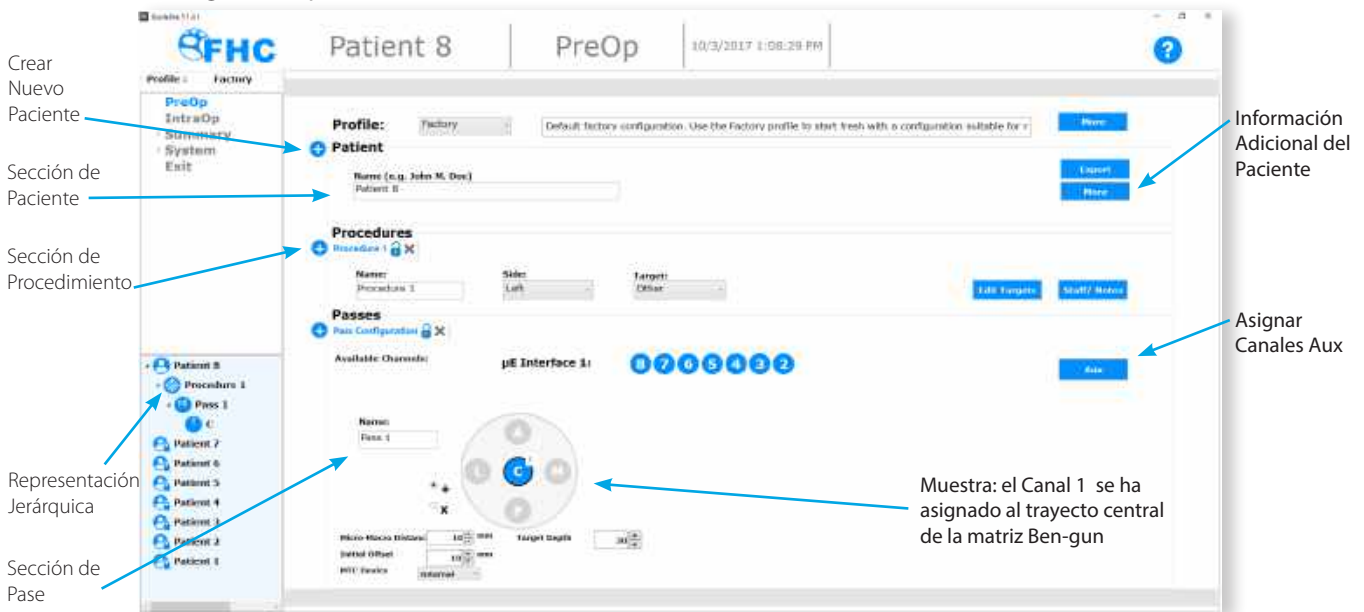 Guideline 11.0.1
FHC
Patient 8
PreOp
10/3/2017 1:08:29 PM
?
Profile :
Factory
PreOp
IntraOp
Summary
System
Exit
Crear
Nuevo
Paciente
Sección de
Paciente
Sección de
Procedimiento
Representación
Jerárquica
Sección de
Pase
Profile:
Factory
Default factory configuration. Use the Factory profile to start fresh with a configuration suitable for
More
Patient
Name (e.g. John M. Doe)
Patient 8
Export
More
Procedures
Procedure 1
Name:
Side:
Target:
Procedure 1
Left
Other
Edit Targets
Staff/ Notes
Passes
Pass Configuration
Available Channels:
µE Interface 1:
8 7 6 5 4 3 2
Aux
Name:
Pass 1
A
L C M
P
+
x
Micro-Macro Distance 10 mm
Target Depth 30
Initial Offset 10 mm
MTC Device Internal
Patient 8
Procedure 1
Pass 1
C
Patient 7
Patient 6
Patient 5
Patient 4
Patient 3
Patient 2
Patient 1
Información
Adicional del
Paciente
Asignar
Canales Aux
Muestra: el Canal 1 se ha
asignado al trayecto central
de la matriz Ben-gun